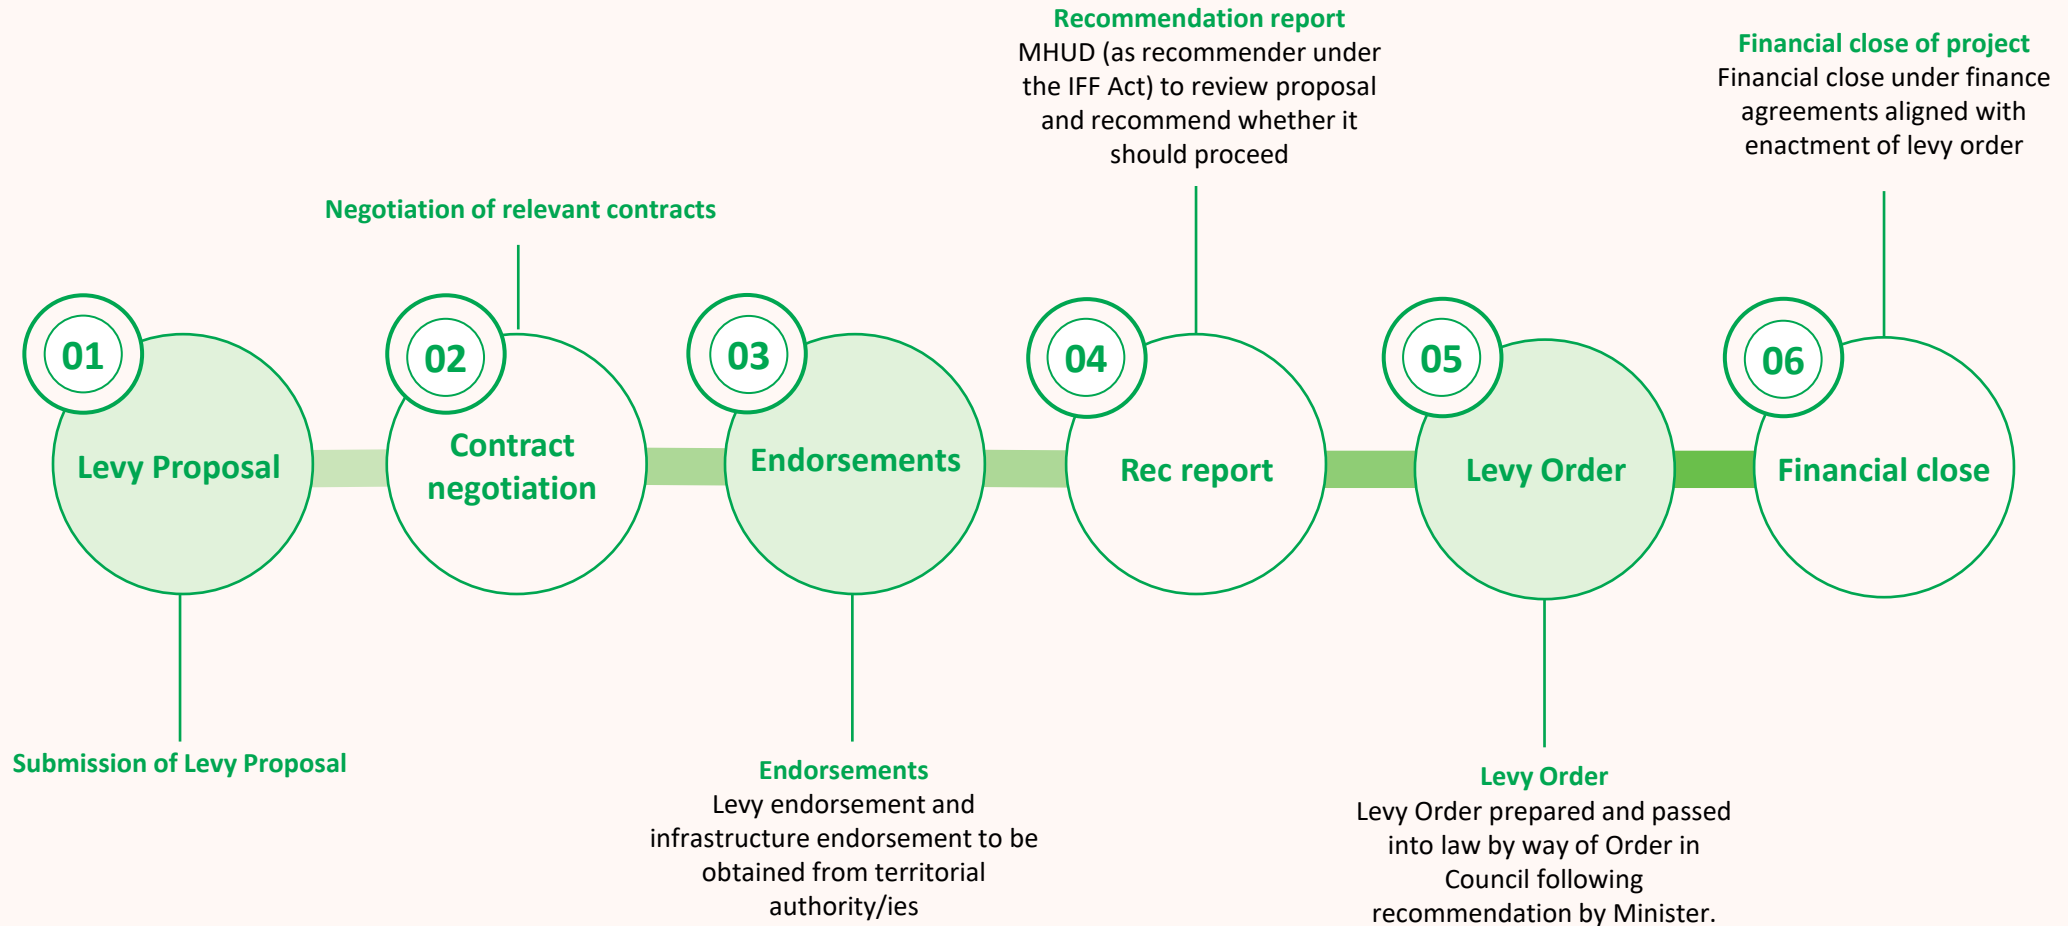 Recommendation report
MHUD (as recommender under
the IFF Act) to review proposal
and recommend whether it
should proceed
Financial close of project
Financial close under finance
agreements aligned with
enactment of levy order
Negotiation of relevant contracts
01
Levy Proposal
02
Contract
negotiation
03
Endorsements
04
Rec report
05
Levy Order
06
Financial close
Submission of Levy Proposal
Endorsements
Levy endorsement and
infrastructure endorsement to be
obtained from territorial
authority/ies
Levy Order
Levy Order prepared and passed
into law by way of Order in
Council following
recommendation by Minister.